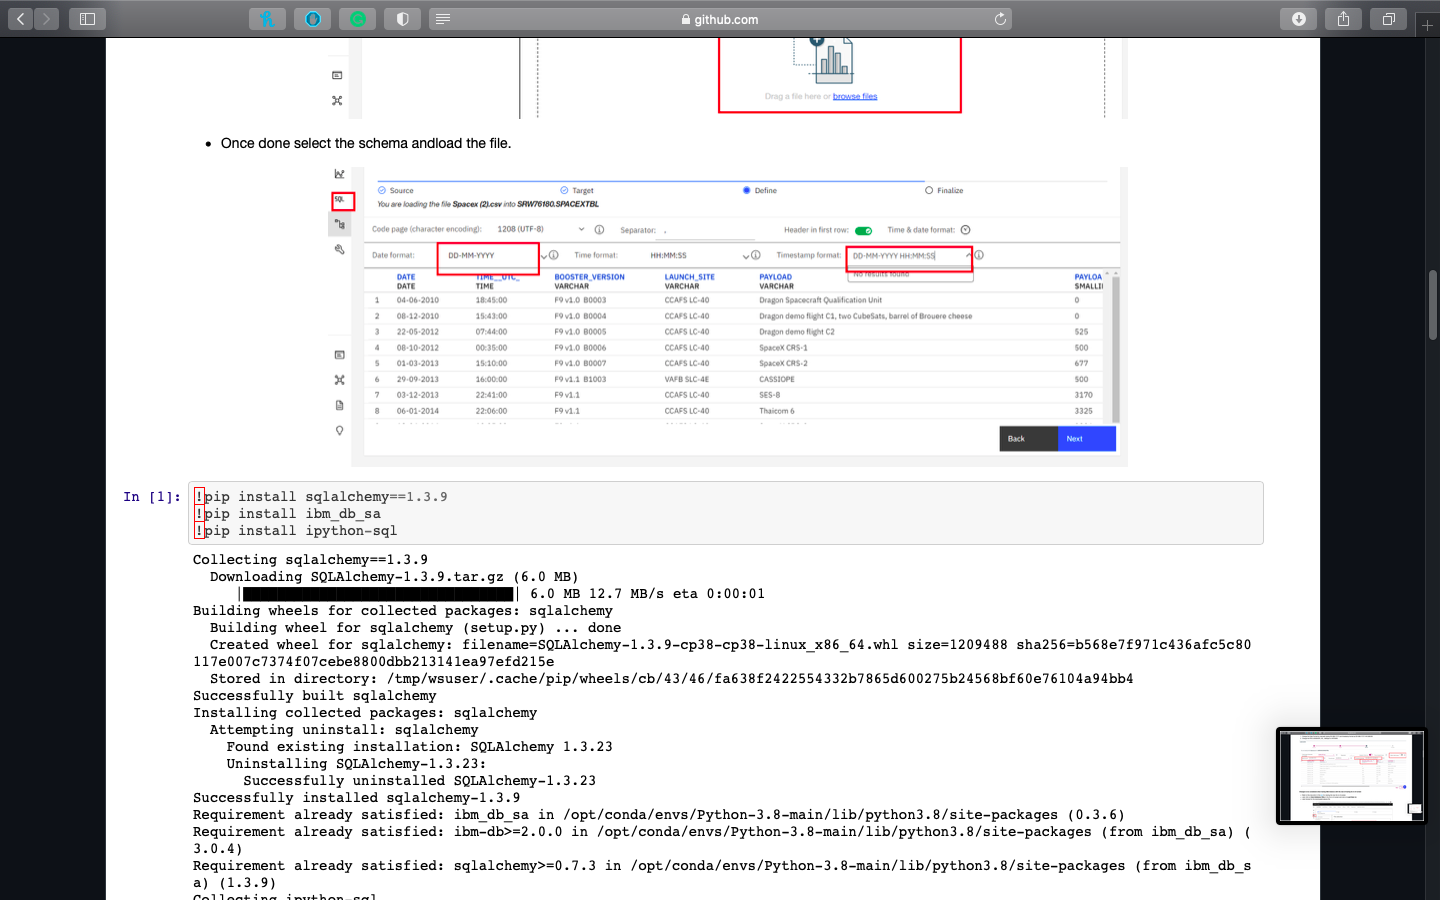 github.com
Drag a file here or browse files
• Once done select the schema andload the file.
Source Target Define Finalize
You are loading the file Spacex (2).csv into SRW76180.SPACEXTBL
Code page (character encoding): 1208 (UTF-8) Separator: , Header in first row: Time & date format:
Date format: DD-MM-YYYY Time format: HH:MM:SS Timestamp format: DD-MM-YYYY HH:MM:SS
No results found
SQL
DATE TIME__UTC_ BOOSTER_VERSION LAUNCH_SITE PAYLOAD PAYLOA
DATE TIME VARCHAR VARCHAR VARCHAR SMALLI
1 04-06-2010 18:45:00 F9 v1.0 B0003 CCAFS LC-40 Dragon Spacecraft Qualification Unit 0
2 08-12-2010 15:43:00 F9 v1.0 B0004 CCAFS LC-40 Dragon demo flight C1, two CubeSats, barrel of Brouere cheese 0
3 22-05-2012 07:44:00 F9 v1.0 B0005 CCAFS LC-40 Dragon demo flight C2 525
4 08-10-2012 00:35:00 F9 v1.0 B0006 CCAFS LC-40 SpaceX CRS-1 500
5 01-03-2013 15:10:00 F9 v1.0 B0007 CCAFS LC-40 SpaceX CRS-2 677
6 29-09-2013 16:00:00 F9 v1.1 B1003 VAFB SLC-4E CASSIOPE 500
7 03-12-2013 22:41:00 F9 v1.1 CCAFS LC-40 SES-8 3170
8 06-01-2014 22:06:00 F9 v1.1 CCAFS LC-40 Thaicom 6 3325
Back Next
In [1]: !pip install sqlalchemy==1.3.9
!pip install ibm_db_sa
!pip install ipython-sql
Collecting sqlalchemy==1.3.9
Downloading SQLAlchemy-1.3.9.tar.gz (6.0 MB)
|████████████████████████████████| 6.0 MB 12.7 MB/s eta 0:00:01
Building wheels for collected packages: sqlalchemy
Building wheel for sqlalchemy (setup.py) ... done
Created wheel for sqlalchemy: filename=SQLAlchemy-1.3.9-cp38-cp38-linux_x86_64.whl size=1209488 sha256=b568e7f971c436afc5c80
117e007c7374f07cebe8800dbb213141ea97efd215e
Stored in directory: /tmp/wsuser/.cache/pip/wheels/cb/43/46/fa638f2422554332b7865d600275b24568bf60e76104a94bb4
Successfully built sqlalchemy
Installing collected packages: sqlalchemy
Attempting uninstall: sqlalchemy
Found existing installation: SQLAlchemy 1.3.23
Uninstalling SQLAlchemy-1.3.23:
Successfully uninstalled SQLAlchemy-1.3.23
Successfully installed sqlalchemy-1.3.9
Requirement already satisfied: ibm_db_sa in /opt/conda/envs/Python-3.8-main/lib/python3.8/site-packages (0.3.6)
Requirement already satisfied: ibm-db>=2.0.0 in /opt/conda/envs/Python-3.8-main/lib/python3.8/site-packages (from ibm_db_sa) (
3.0.4)
Requirement already satisfied: sqlalchemy>=0.7.3 in /opt/conda/envs/Python-3.8-main/lib/python3.8/site-packages (from ibm_db_s
a) (1.3.9)
Collecting ipython-sql